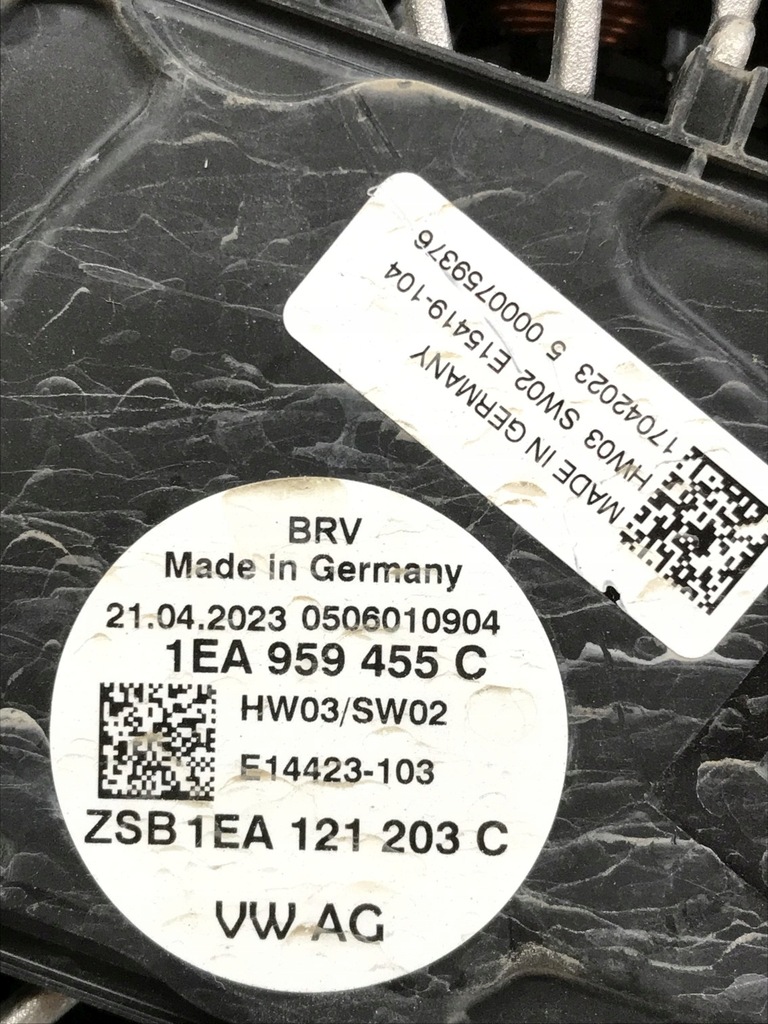 MADE IN GERMANY
HW03 SW02 E15419-104
17042023 5 0000759376
BRV
Made in Germany
21.04.2023 0506010904
1EA 959 455 C
HW03/SW02
E14423-103
ZSB 1EA 121 203 C
VW AG